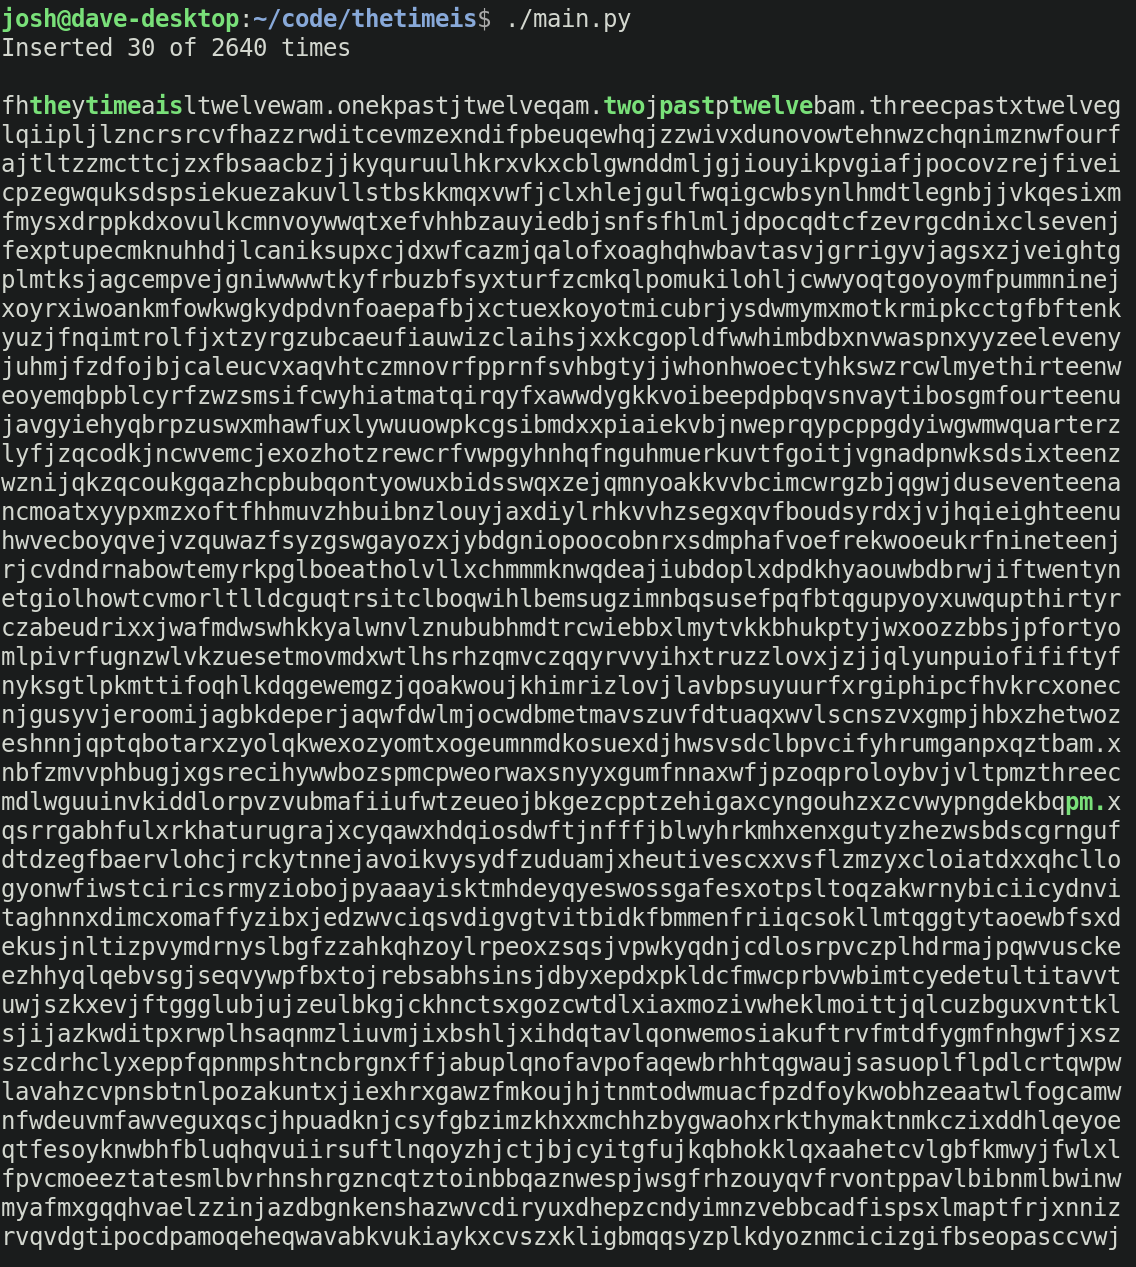 josh@dave-desktop:~/code/thetimeis$ ./main.py
Inserted 30 of 2640 times
fhtheytimeaisltwelvewam.onekpastjtwelveqam.twojpastptwelvebam.threecpastxtwelveg
lqiipljlzncrsrcvfhazzrwditcevmzexndifpbeuqewhqjzzwivxdunovowtehnwzchqnimznwfourf
ajtltzzmcttcjzxfbsaacbzjjkyquruulhkrxvkxcblgwnddmljgjiouyikpvgiafjpocovzrejfivei
cpzegwquksdspsiekuezakuvllstbskkmqxvwfjclxhlejgulfwqigcwbsynlhmdtlegnbjjvkqesixm
fmysxdrppkdxovulkcmnvoywwqtxefvhhbzauyiedbjsnfsfhlmljdpocqdtcfzevrgcdnixclsevenj
fexptupecmknuhhdjlcaniksupxcjdxwfcazmjqalofxoaghqhwbavtasvjgrrigyvjagsxzjveightg
plmtksjagcempvejgniwwwwtkyfrbuzbfsyxturfzcmkqlpomukilohljcwwyoqtgoyoymfpummninej
xoyrxiwoankmfowkwgkydpdvnfoaepafbjxctuexkoyotmicubrjysdwmymxmotkrmipkcctgfbftenk
yuzjfnqimtrolfjxtzyrgzubcaeufiauwizclaihsjxxkcgopldfwwhimbdbxnvwaspnxyyzeeleveny
juhmjfzdfojbjcaleucvxaqvhtczmnovrfpprnfsvhbgtyjjwhonhwoectyhkswzrcwlmyethirteenw
eoyemqbpblcyrfzwzsmsifcwyhiatmatqirqyfxawwdygkkvoibeepdpbqvsnvaytibosgmfourteenu
javgyiehyqbrpzuswxmhawfuxlywuuowpkcgsibmdxxpiaiekvbjnweprqypcppgdyiwgwmwquarterz
lyfjzqcodkjncwvemcjexozhotzrewcrfvwpgyhnhqfnguhmuerkuvtfgoitjvgnadpnwksdsixteenz
wznijqkzqcoukgqazhcpbubqontyowuxbidsswqxzejqmnyoakkvvbcimcwrgzbjqgwjduseventeena
ncmoatxyypxmzxoftfhhmuvzhbuibnzlouyjaxdiylrhkvvhzsegxqvfboudsyrdxjvjhqieighteenu
hwvecboyqvejvzquwazfsyzgswgayozxjybdgniopoocobnrxsdmphafvoefrekwooeukrfnineteenj
rjcvdndrnabowtemyrkpglboeatholvllxchmmmknwqdeajiubdoplxdpdkhyaouwbdbrwjiftwentyn
etgiolhowtcvmorltlldcguqtrsitclboqwihlbemsugzimnbqsusefpqfbtqgupyoyxuwqupthirtyr
czabeudrixxjwafmdwswhkkyalwnvlznububhmdtrcwiebbxlmytvkkbhukptyjwxoozzbbsjpfortyo
mlpivrfugnzwlvkzuesetmovmdxwtlhsrhzqmvczqqyrvvyihxtruzzlovxjzjjqlyunpuiofififtyf
nyksgtlpkmttifoqhlkdqgewemgzjqoakwoujkhimrizlovjlavbpsuyuurfxrgiphipcfhvkrcxonec
njgusyvjeroomijagbkdeperjaqwfdwlmjocwdbmetmavszuvfdtuaqxwvlscnszvxgmpjhbxzhetwoz
eshnnjqptqbotarxzyolqkwexozyomtxogeumnmdkosuexdjhwsvsdclbpvcifyhrumganpxqztbam.x
nbfzmvvphbugjxgsrecihywwbozspmcpweorwaxsnyyxgumfnnaxwfjpzoqproloybvjvltpmzthreec
mdlwguuinvkiddlorpvzvubmafiiufwtzeueojbkgezcpptzehigaxcyngouhzxzcvwypngdekbqpm.x
qsrrgabhfulxrkhaturugrajxcyqawxhdqiosdwftjnfffjblwyhrkmhxenxgutyzhezwsbdscgrnguf
dtdzegfbaervlohcjrckytnnejavoikvysydfzuduamjxheutivescxxvsflzmzyxcloiatdxxqhcllo
gyonwfiwstciricsrmyziobojpyaaayisktmhdeyqyeswossgafesxotpsltoqzakwrnybiciicydnvi
taghnnxdimcxomaffyzibxjedzwvciqsvdigvgtvitbidkfbmmenfriiqcsokllmtqggtytaoewbfsxd
ekusjnltizpvymdrnyslbgfzzahkqhzoylrpeoxzsqsjvpwkyqdnjcdlosrpvczplhdrmajpqwvuscke
ezhhyqlqebvsgjseqvywpfbxtojrebsabhsinsjdbyxepdxpkldcfmwcprbvwbimtcyedetultitavvt
uwjszkxevjftggglubjujzeulbkgjckhnctsxgozcwtdlxiaxmozivwheklmoittjqlcuzbguxvnttkl
sjijazkwditpxrwplhsaqnmzliuvmjixbshljxihdqtavlqonwemosiakuftrvfmtdfygmfnhgwfjxsz
szcdrhclyxeppfqpnmpshtncbrgnxffjabuplqnofavpofaqewbrhhtqgwaujsasuoplflpdlcrtqwpw
lavahzcvpnsbtnlpozakuntxjiexhrxgawzfmkoujhjtnmtodwmuacfpzdfoykwobhzeaatwlfogcamw
nfwdeuvmfawveguxqscjhpuadknjcsyfgbzimzkhxxmchhzbygwaohxrkthymaktnmkczixddhlqeyoe
qtfesoyknwbhfbluqhqvuiirsuftlnqoyzhjctjbjcyitgfujkqbhokklqxaahetcvlgbfkmwyjfwlxl
fpvcmoeeztatesmlbvrhnshrgzncqtztoinbbqaznwespjwsgfrhzouyqvfrvontppavlbibnmlbwinw
myafmxgqqhvaelzzinjazdbgnkenshazwvcdiryuxdhepzcndyimnzvebbcadfispsxlmaptfrjxnniz
rvqvdgtipocdpamoqeheqwavabkvukiaykxcvszxkligbmqqsyzplkdyoznmcicizgifbseopasccvwj